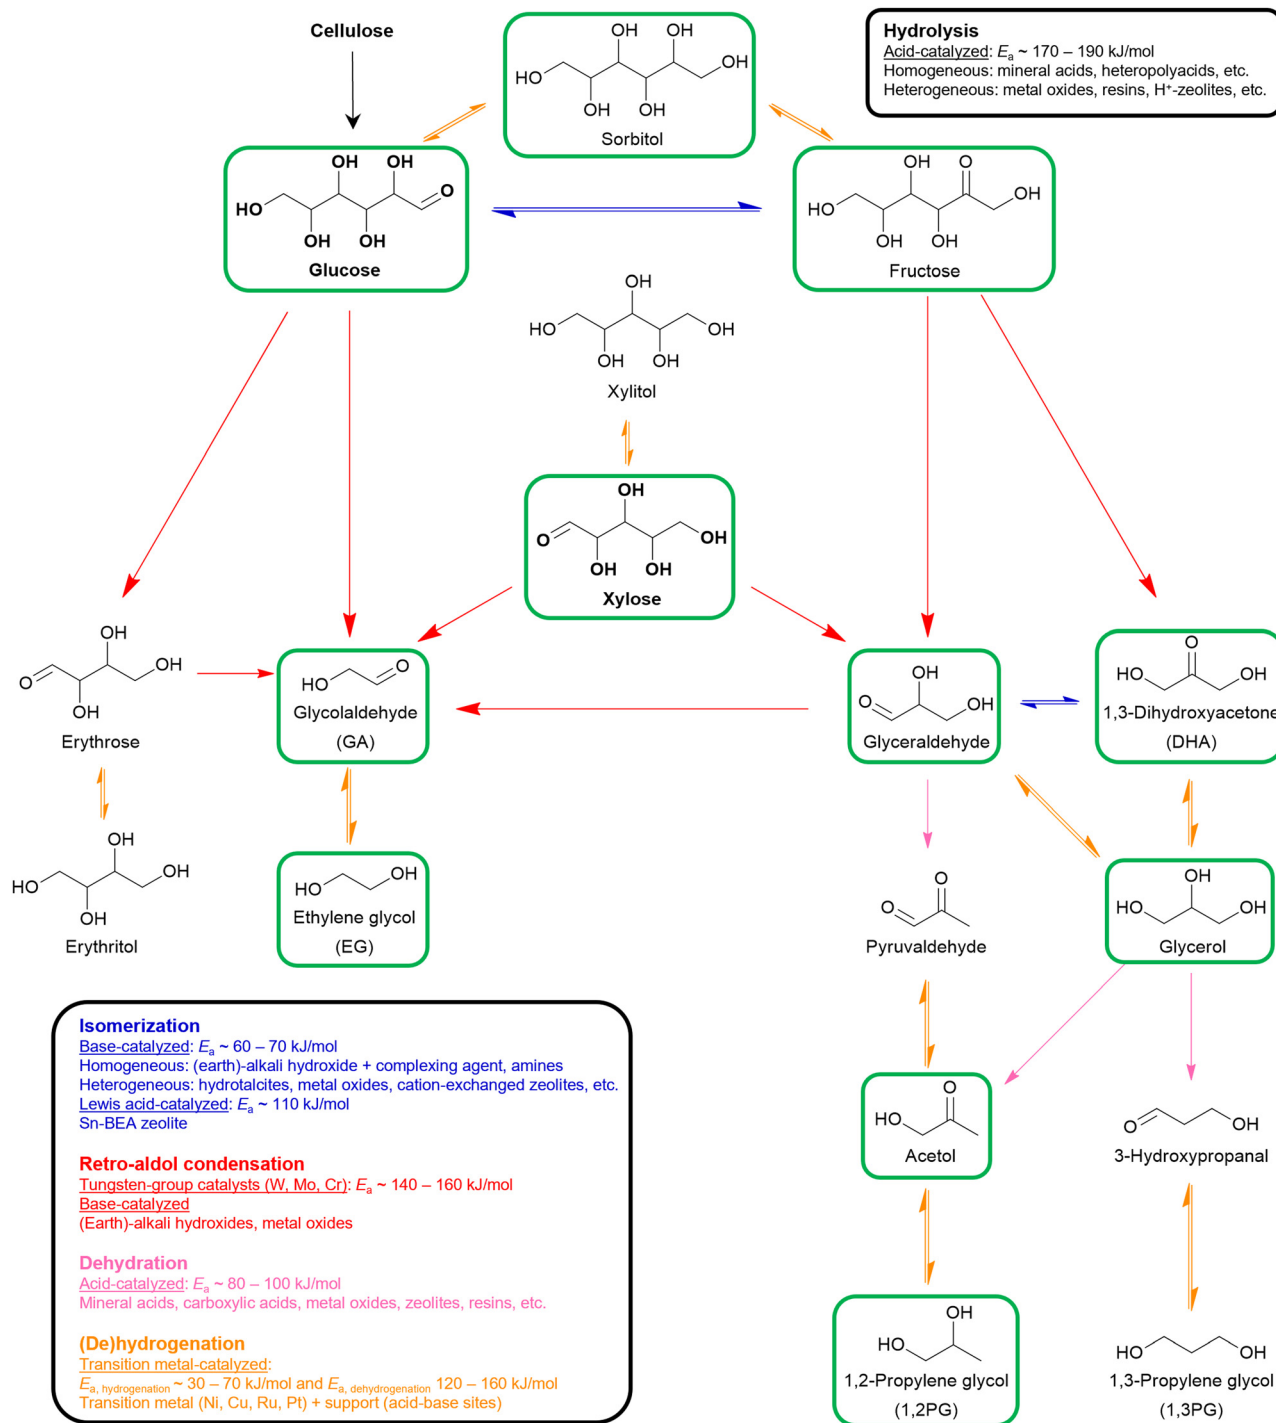 Cellulose
OH OH
HO OH
OH OH
Sorbitol
Hydrolysis
Acid-catalyzed: Ea ~ 170 – 190 kJ/mol
Homogeneous: mineral acids, heteropolyacids, etc.
Heterogeneous: metal oxides, resins, H⁺-zeolites, etc.
OH OH
HO O
OH OH
Glucose
OH O
HO OH
OH OH
Fructose
OH
HO OH
OH OH
Xylitol
OH
O OH
OH OH
Xylose
OH
O OH
OH
Erythrose
O
HO
Glycolaldehyde
(GA)
OH
O OH
Glyceraldehyde
O
HO OH
1,3-Dihydroxyacetone
(DHA)
OH
HO OH
OH
Erythritol
HO OH
Ethylene glycol
(EG)
O
O
Pyruvaldehyde
OH
HO OH
Glycerol
Isomerization
Base-catalyzed: Ea ~ 60 – 70 kJ/mol
Homogeneous: (earth)-alkali hydroxide + complexing agent, amines
Heterogeneous: hydrotalcites, metal oxides, cation-exchanged zeolites, etc.
Lewis acid-catalyzed: Ea ~ 110 kJ/mol
Sn-BEA zeolite
Retro-aldol condensation
Tungsten-group catalysts (W, Mo, Cr): Ea ~ 140 – 160 kJ/mol
Base-catalyzed
(Earth)-alkali hydroxides, metal oxides
Dehydration
Acid-catalyzed: Ea ~ 80 – 100 kJ/mol
Mineral acids, carboxylic acids, metal oxides, zeolites, resins, etc.
(De)hydrogenation
Transition metal-catalyzed:
Ea, hydrogenation ~ 30 – 70 kJ/mol and Ea, dehydrogenation 120 – 160 kJ/mol
Transition metal (Ni, Cu, Ru, Pt) + support (acid-base sites)
O
HO
Acetol
O OH
3-Hydroxypropanal
OH
HO
1,2-Propylene glycol
(1,2PG)
HO OH
1,3-Propylene glycol
(1,3PG)